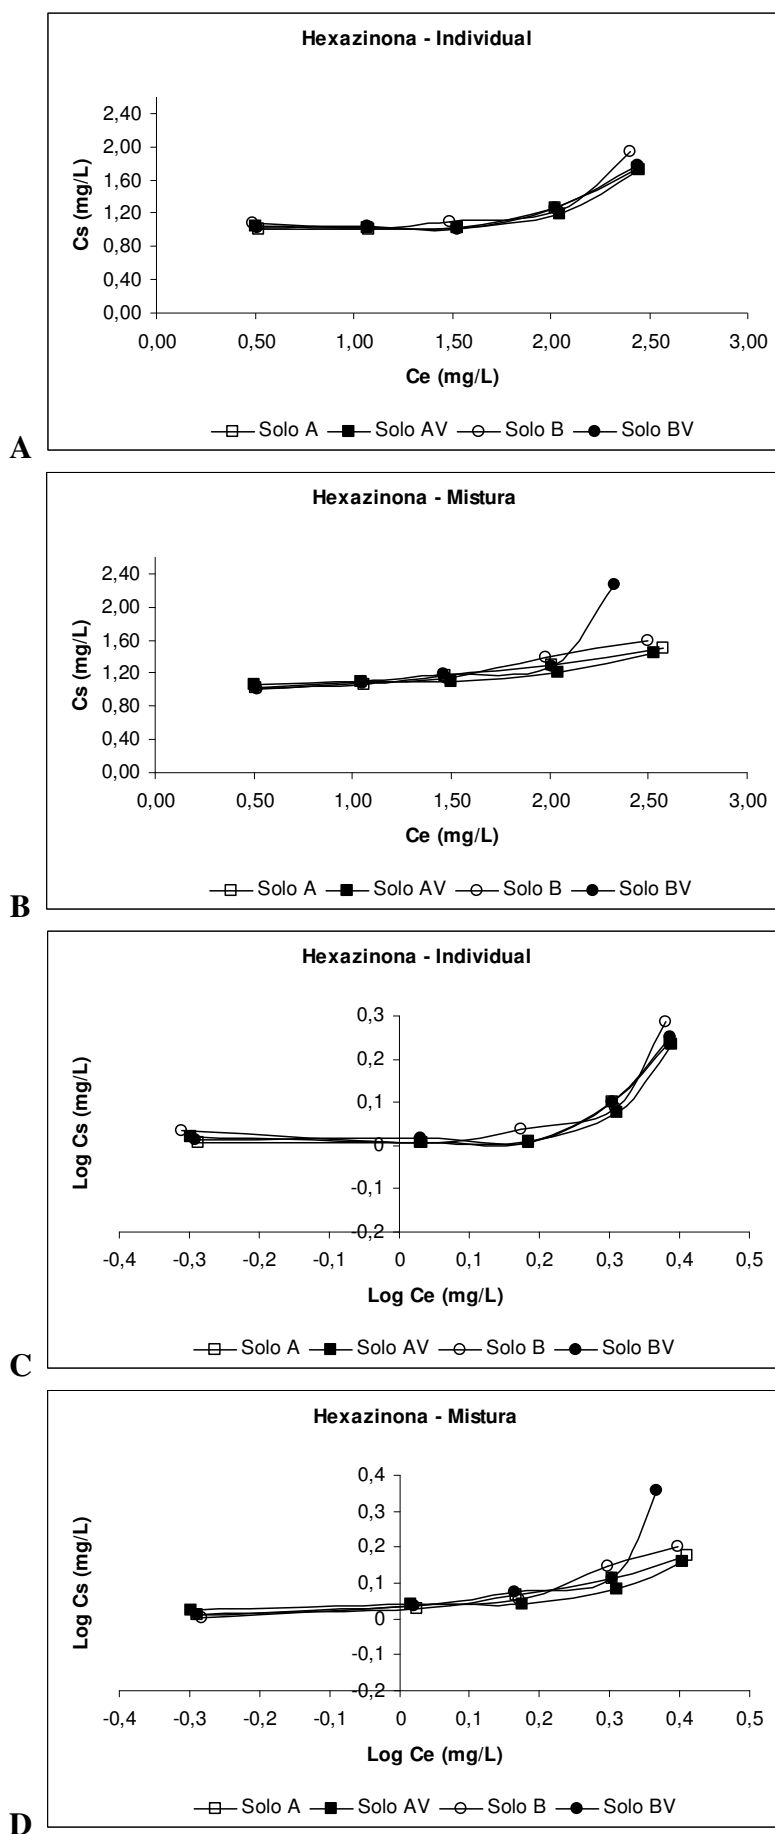 Hexazinona - Individual
2,40
2,00
1,60
1,20
0,80
0,40
0,00
Cs (mg/L)
0,00 0,50 1,00 1,50 2,00 2,50 3,00
Ce (mg/L)
Solo A Solo AV Solo B Solo BV
A
Hexazinona - Mistura
2,40
2,00
1,60
1,20
0,80
0,40
0,00
Cs (mg/L)
0,00 0,50 1,00 1,50 2,00 2,50 3,00
Ce (mg/L)
Solo A Solo AV Solo B Solo BV
B
Hexazinona - Individual
0,3
0,2
0,1
0
-0,1
-0,2
Log Cs (mg/L)
-0,4 -0,3 -0,2 -0,1 0 0,1 0,2 0,3 0,4 0,5
Log Ce (mg/L)
Solo A Solo AV Solo B Solo BV
C
Hexazinona - Mistura
0,4
0,3
0,2
0,1
0
-0,1
-0,2
Log Cs (mg/L)
-0,4 -0,3 -0,2 -0,1 0 0,1 0,2 0,3 0,4 0,5
Log Ce (mg/L)
Solo A Solo AV Solo B Solo BV
D